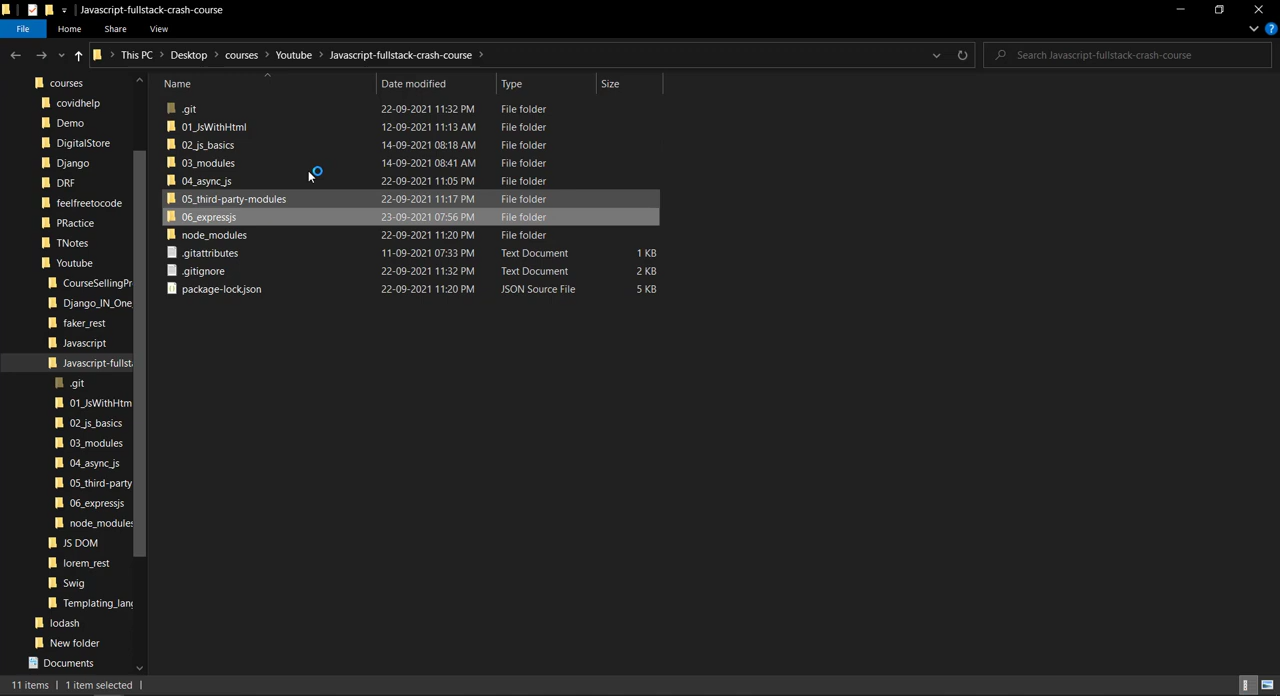 Javascript-fullstack-crash-course
File Home Share View
This PC Desktop courses Youtube Javascript-fullstack-crash-course
Search Javascript-fullstack-crash-course
courses
covidhelp
Demo
DigitalStore
Django
DRF
feelfreetocode
PRactice
TNotes
Youtube
CourseSellingPr
Django_IN_One
faker_rest
Javascript
Javascript-fullst
.git
01_JsWithHtm
02_js_basics
03_modules
04_async_js
05_third-party
06_expressjs
node_modules
JS DOM
lorem_rest
Swig
Templating_lang
lodash
New folder
Documents
Name Date modified Type Size
.git 22-09-2021 11:32 PM File folder
01_JsWithHtml 12-09-2021 11:13 AM File folder
02_js_basics 14-09-2021 08:18 AM File folder
03_modules 14-09-2021 08:41 AM File folder
04_async_js 22-09-2021 11:05 PM File folder
05_third-party-modules 22-09-2021 11:17 PM File folder
06_expressjs 23-09-2021 07:56 PM File folder
node_modules 22-09-2021 11:20 PM File folder
.gitattributes 11-09-2021 07:33 PM Text Document 1 KB
.gitignore 22-09-2021 11:32 PM Text Document 2 KB
package-lock.json 22-09-2021 11:20 PM JSON Source File 5 KB
11 items 1 item selected